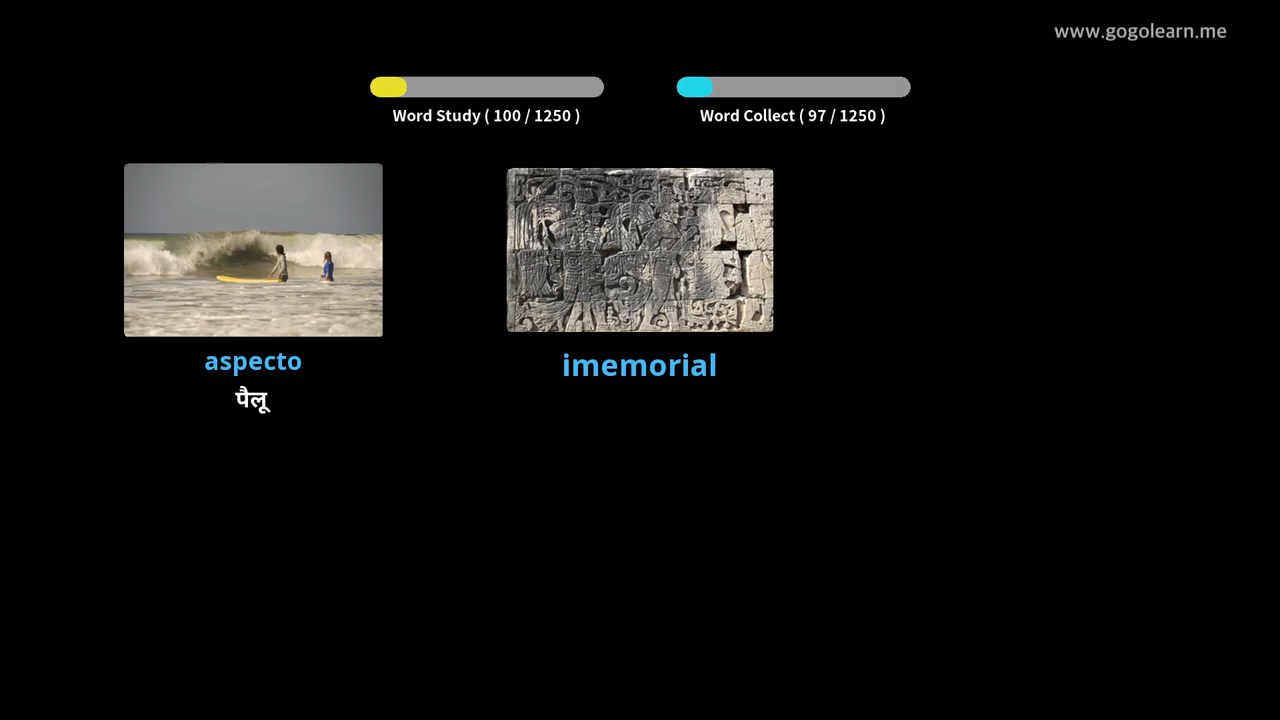 www.gogolearn.me
Word Study ( 100 / 1250 )
Word Collect ( 97 / 1250 )
aspecto
पैलू
imemorial